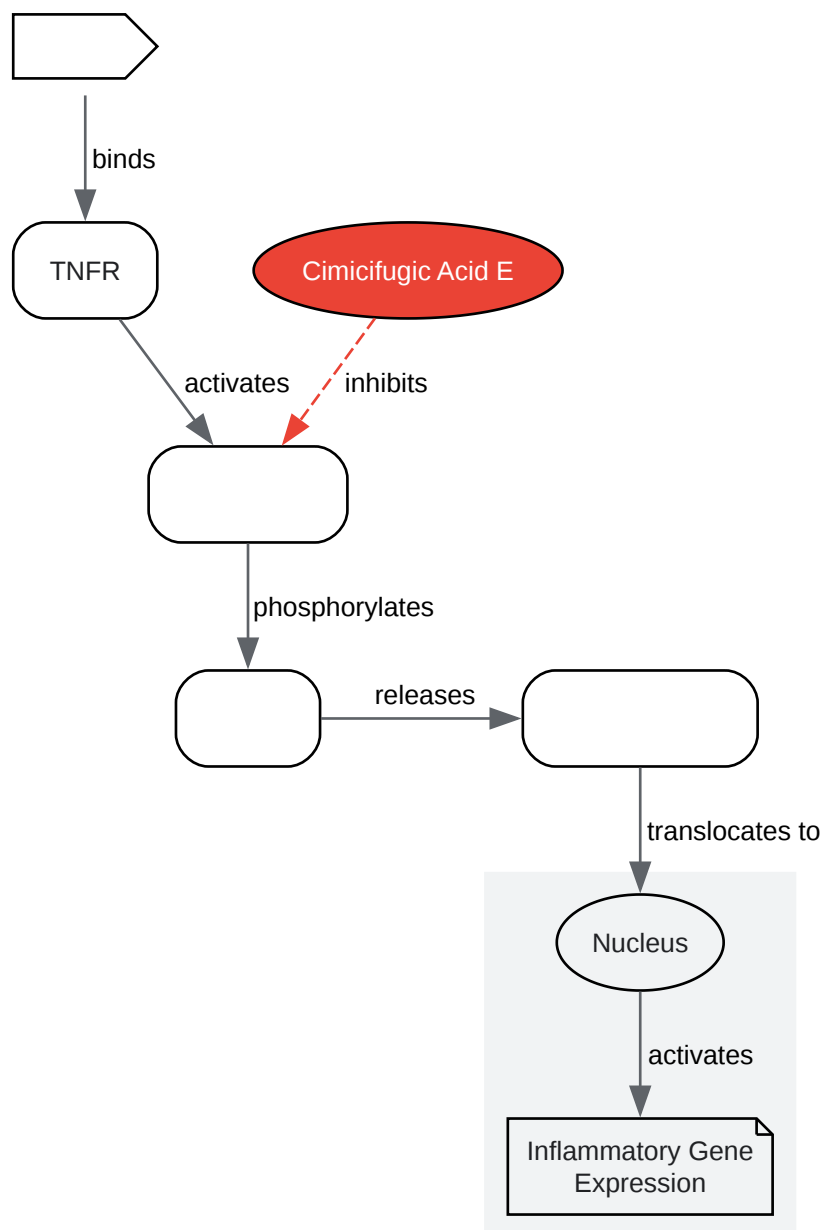 binds
TNFR
Cimicifugic Acid E
activates
inhibits
phosphorylates
releases
translocates to
Nucleus
activates
Inflammatory Gene
Expression